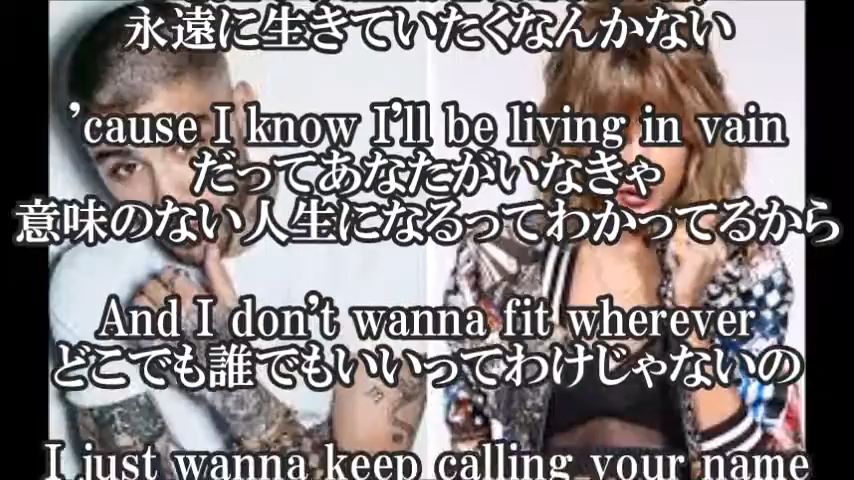 永遠に生きていたくなんかない
'cause I know I'll be living in vain
だってあなたがいなきゃ
意味のない人生になるってわかってるから
And I don't wanna fit wherever
どこでも誰でもいいってわけじゃないの
I just wanna keep calling your name